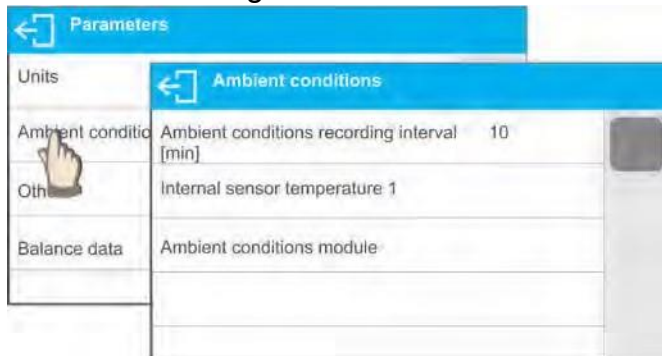 Parameters
Units
Ambient conditio
Oth
Balance data
Ambient conditions
Ambient conditions recording interval 10
[min]
Internal sensor temperature 1
Ambient conditions module